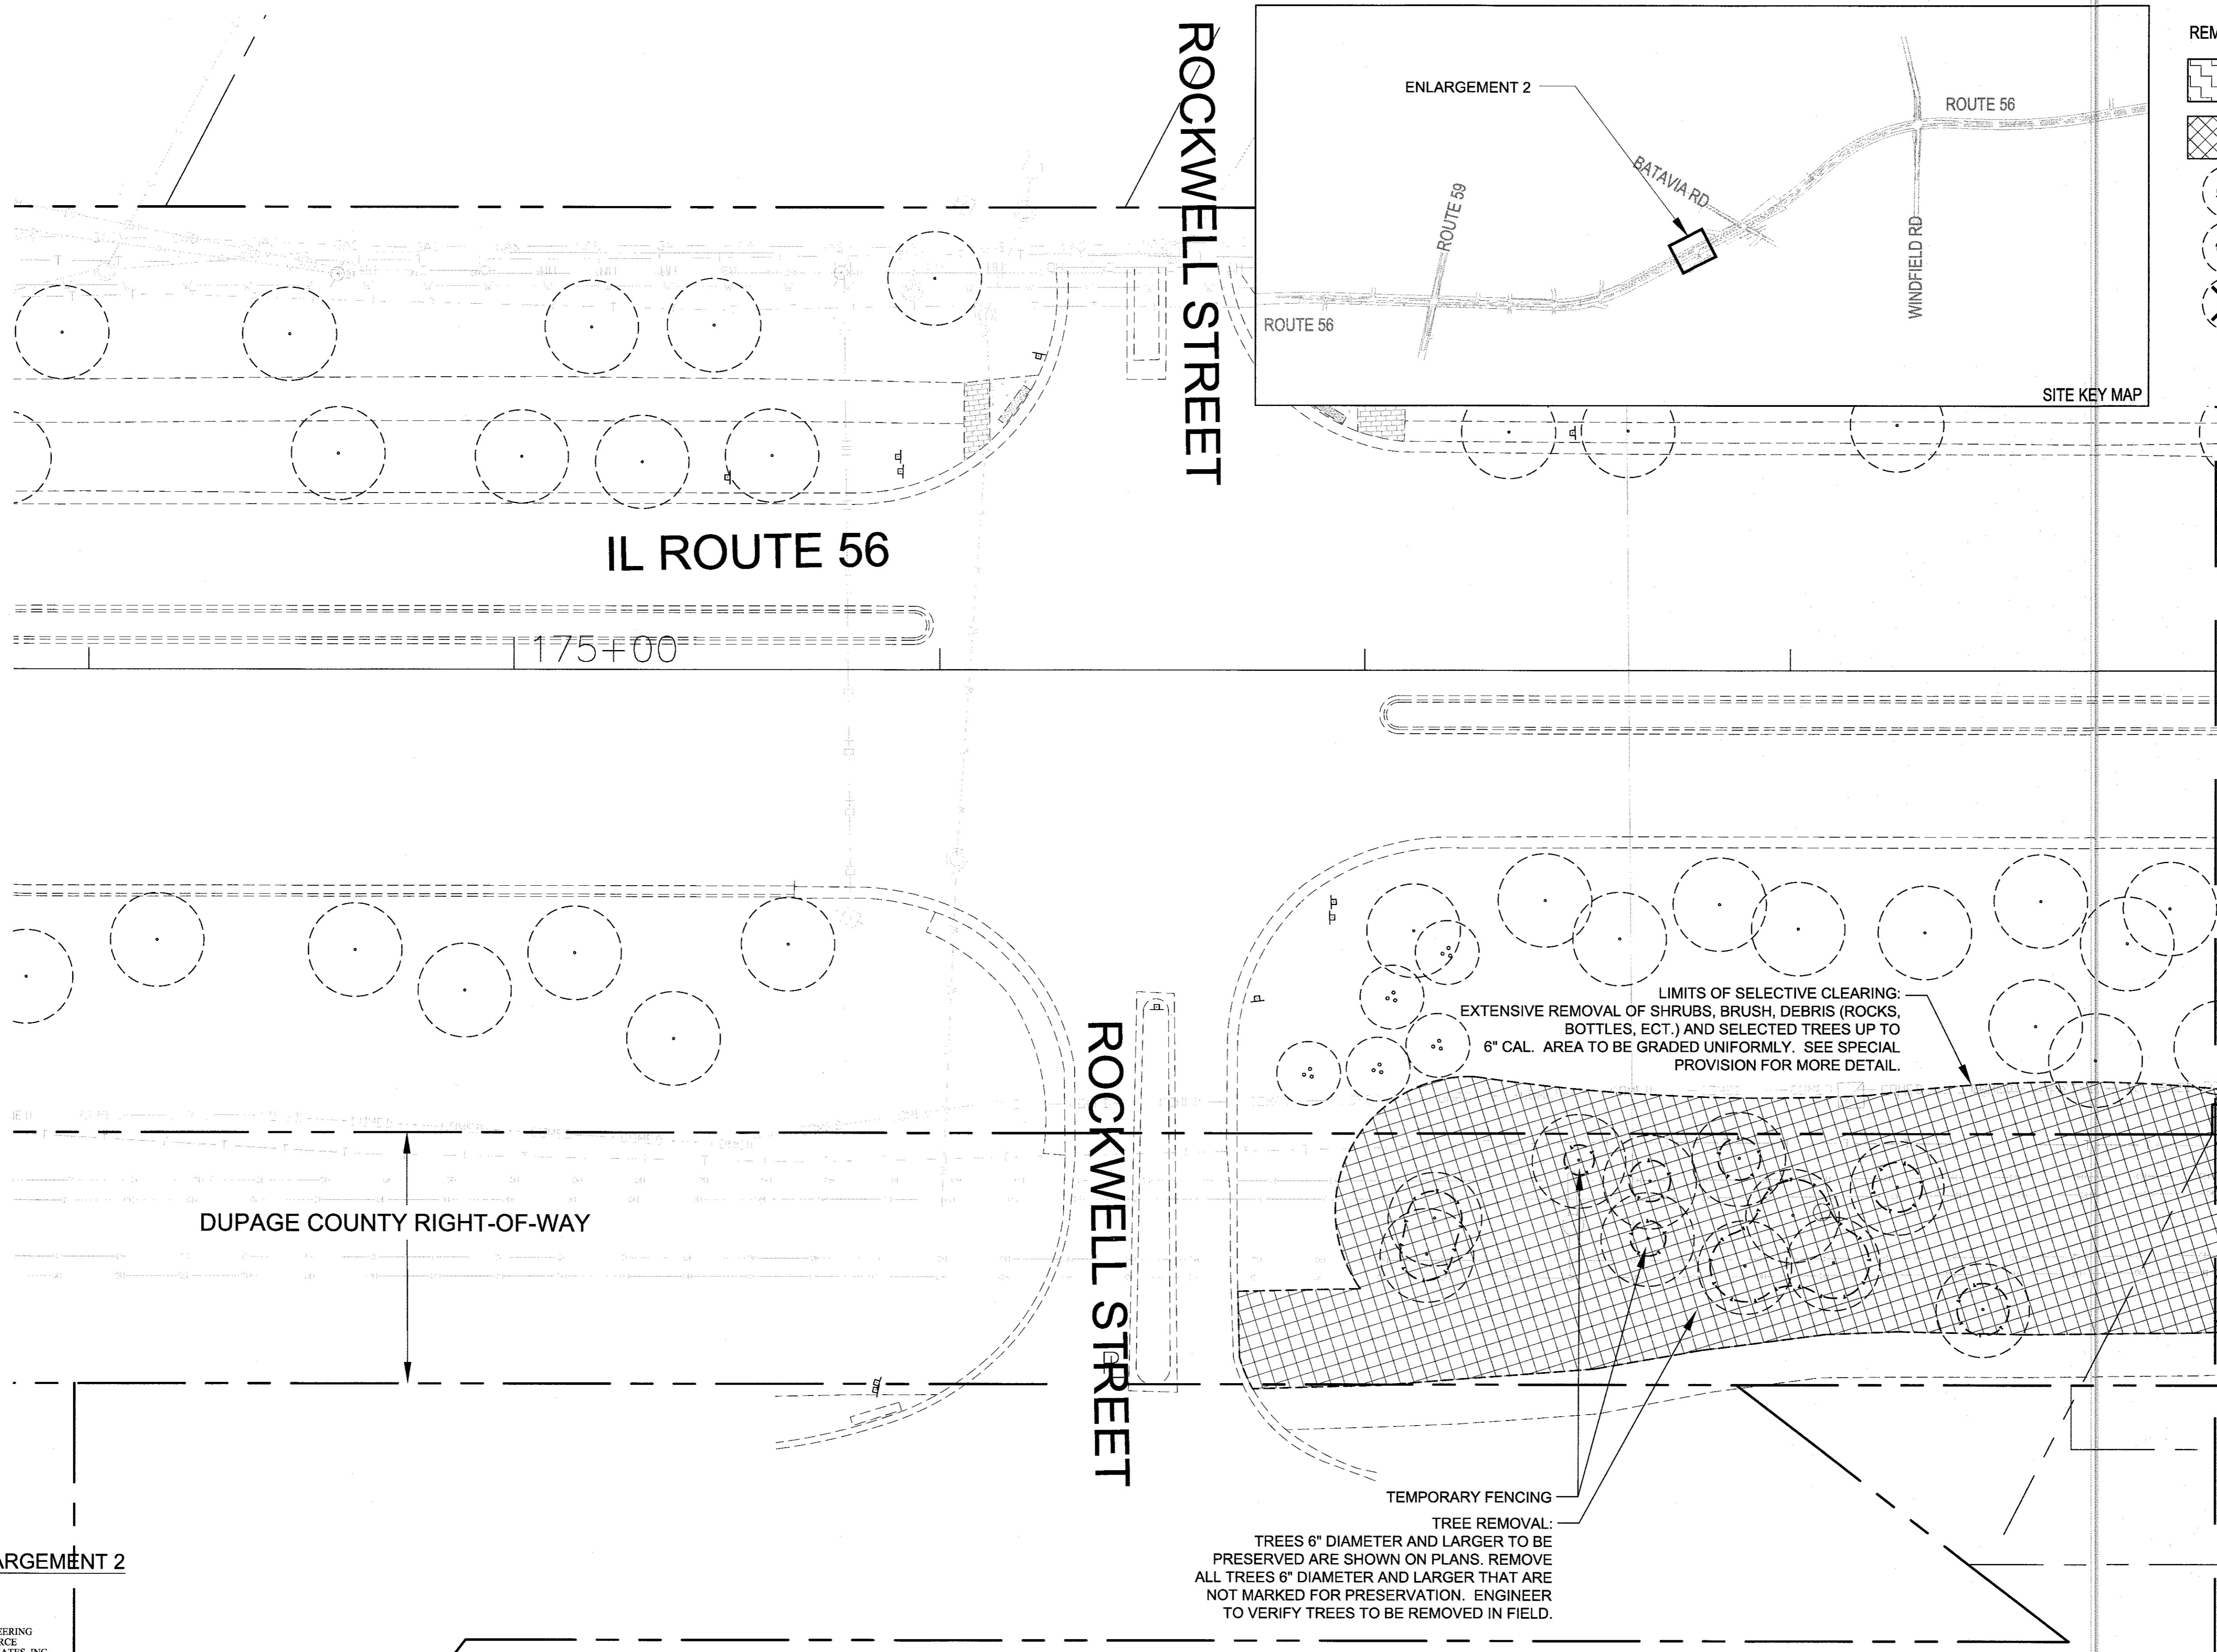 ROCKWELL STREET
ENLARGEMENT 2
ROUTE 56
BATAVIA RD
ROUTE 59
WINDFIELD RD
ROUTE 56
SITE KEY MAP
REM
IL ROUTE 56
175+00
LIMITS OF SELECTIVE CLEARING:
EXTENSIVE REMOVAL OF SHRUBS, BRUSH, DEBRIS (ROCKS,
BOTTLES, ECT.) AND SELECTED TREES UP TO
6" CAL. AREA TO BE GRADED UNIFORMLY. SEE SPECIAL
PROVISION FOR MORE DETAIL.
ROCKWELL STREET
DUPAGE COUNTY RIGHT-OF-WAY
TEMPORARY FENCING
TREE REMOVAL:
TREES 6" DIAMETER AND LARGER TO BE
PRESERVED ARE SHOWN ON PLANS. REMOVE
ALL TREES 6" DIAMETER AND LARGER THAT ARE
NOT MARKED FOR PRESERVATION. ENGINEER
TO VERIFY TREES TO BE REMOVED IN FIELD.
ARGEMENT 2
EERING
RCE
ATES, INC